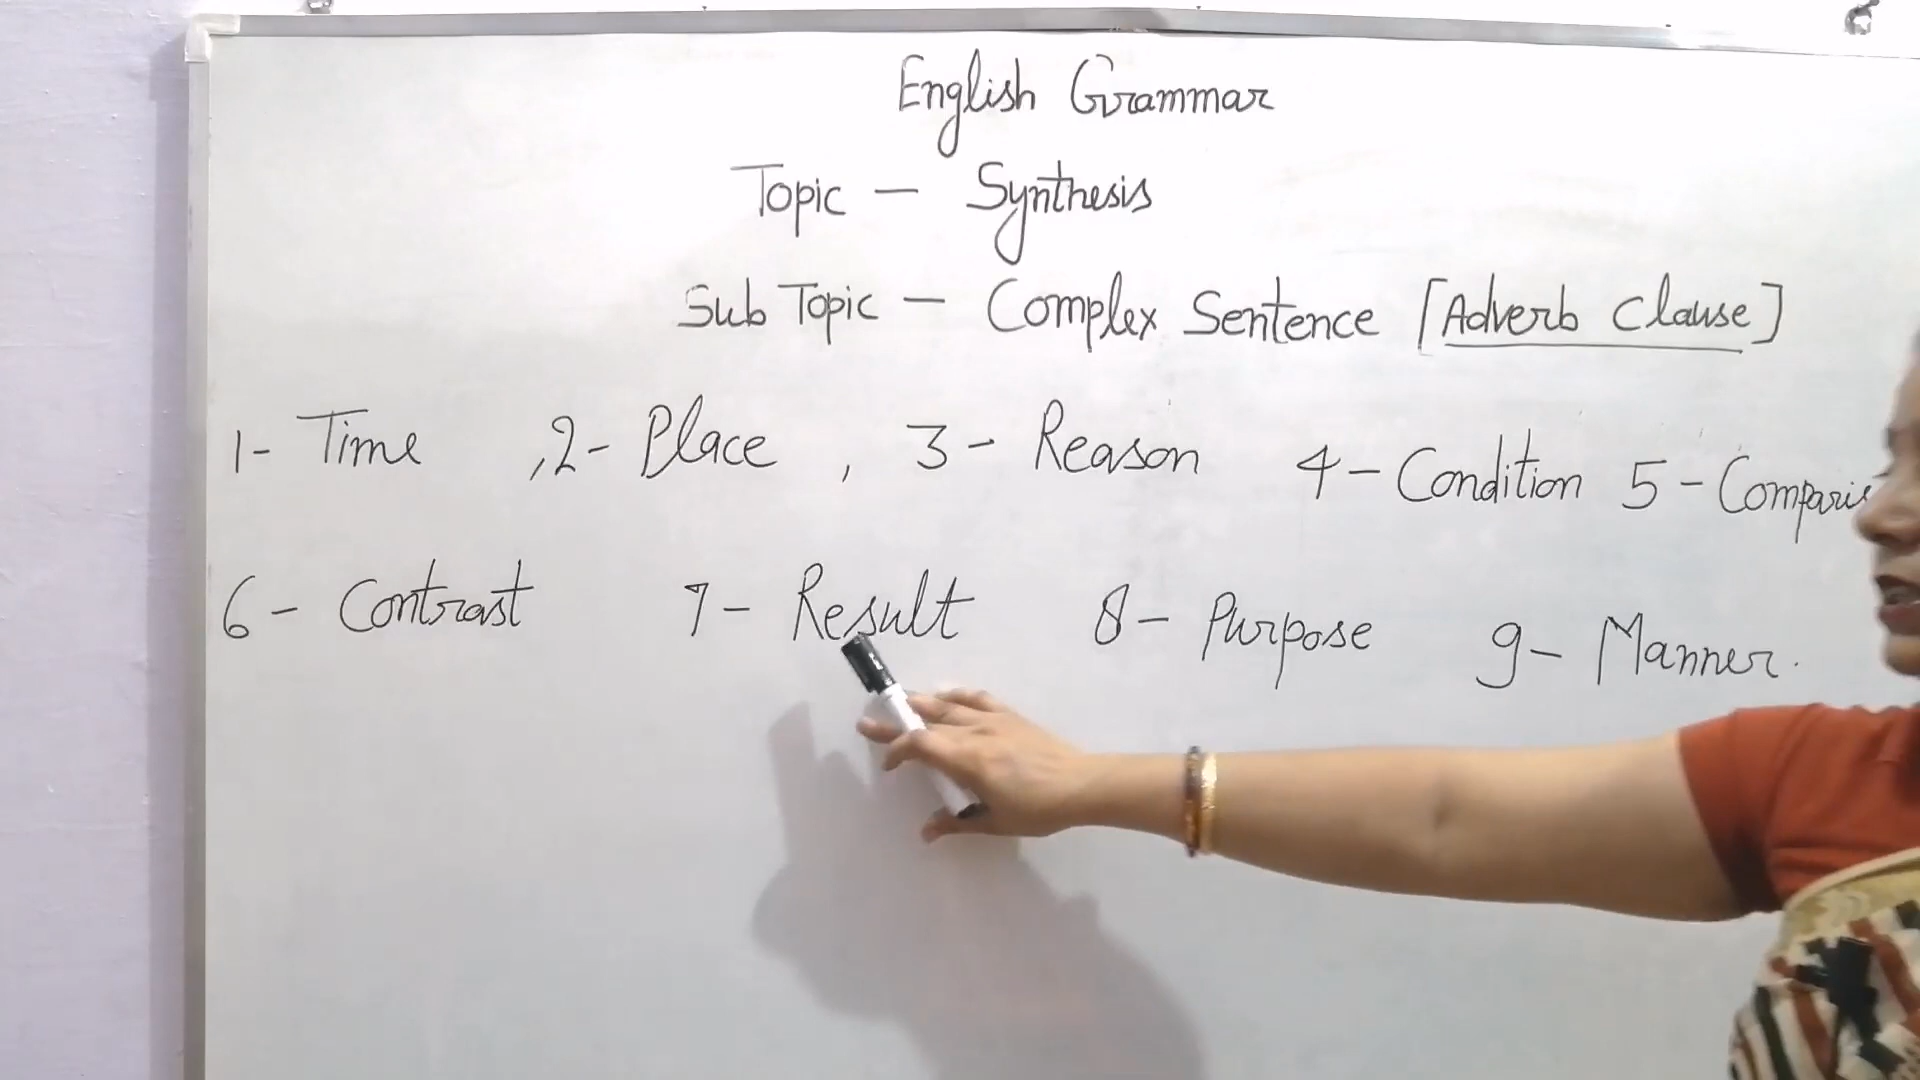 English Grammar
Topic - Synthesis
Sub Topic - Complex Sentence [Adverb Clause]
1- Time ,2- Place , 3- Reason 4- Condition 5-
6- Contrast 7- Result 8- Purpose 9- Manner.